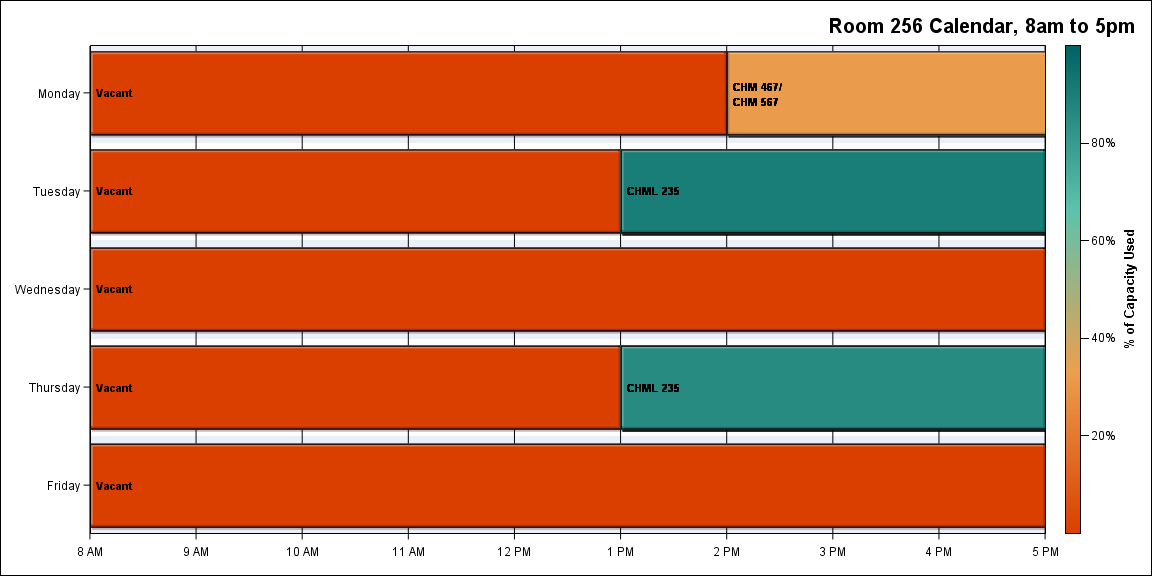 Room 256 Calendar, 8am to 5pm
Monday
Vacant
CHM 467/
CHM 567
Tuesday
Vacant
CHML 235
Wednesday
Vacant
Thursday
Vacant
CHML 235
Friday
Vacant
8 AM
9 AM
10 AM
11 AM
12 PM
1 PM
2 PM
3 PM
4 PM
5 PM
80%
60%
40%
20%
% of Capacity Used